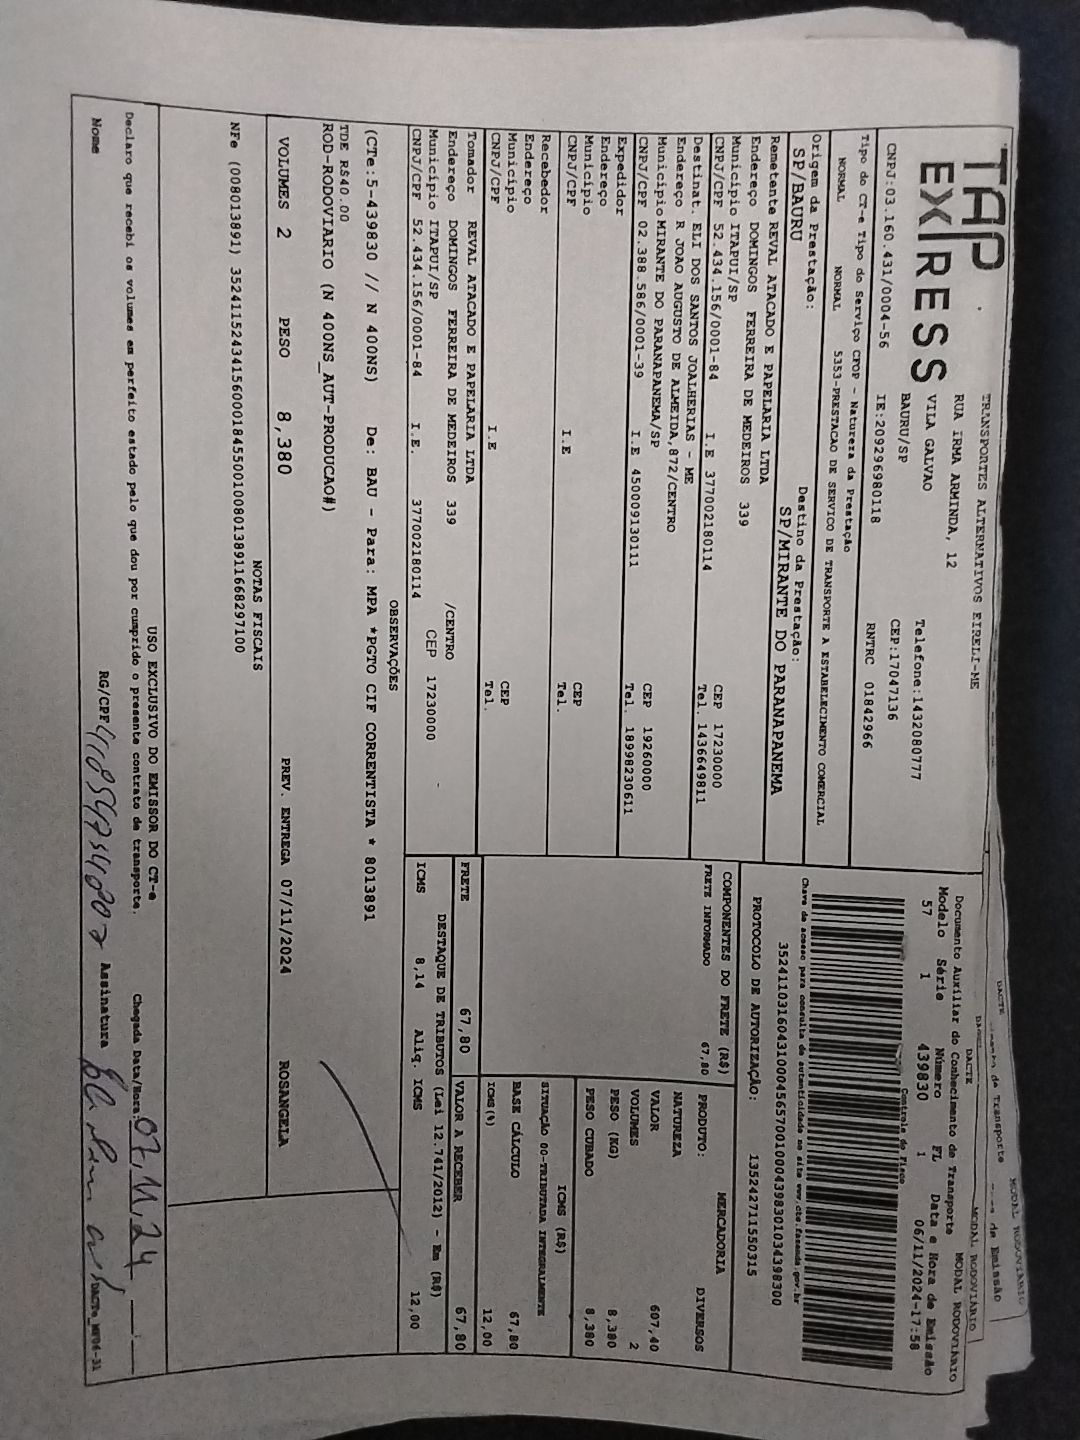 TAP
EXPRESS
TRANSPORTES ALTERNATIVOS EIRELI-ME
RUA IRMA ARMINDA, 12
VILA GALVAO
BAURU/SP
Telefone:1432080777
CEP:17047136
CNPJ:03.160.431/0004-56 IE:209296980118 RNTRC 01842966
DACTE MODAL RODOVIÁRIO
Documento Auxiliar do Conhecimento de Transporte
Modelo Série Número FL Data e Hora de Emissão
57 1 439830 1 06/11/2024-17:58
Controle do Fisco
Tipo do CT-e Tipo do Serviço CFOP - Natureza da Prestação
NORMAL NORMAL 5353-PRESTACAO DE SERVICO DE TRANSPORTE A ESTABELECIMENTO COMERCIAL
Chave de acesso para consulta de autenticidade no site www.cte.fazenda.gov.br
35241103160431000456570010004398301034398300
Origem da Prestação: Destino da Prestação:
SP/BAURU SP/MIRANTE DO PARANAPANEMA
PROTOCOLO DE AUTORIZAÇÃO: 135242711550315
Remetente REVAL ATACADO E PAPELARIA LTDA
Endereço DOMINGOS FERREIRA DE MEDEIROS 339
Município ITAPUI/SP CEP 17230000
CNPJ/CPF 52.434.156/0001-84 I.E 377002180114 Tel. 1436649811
Destinat. ELI DOS SANTOS JOALHERIAS - ME
Endereço R JOAO AUGUSTO DE ALMEIDA,872/CENTRO
Município MIRANTE DO PARANAPANEMA/SP CEP 19260000
CNPJ/CPF 02.388.586/0001-39 I.E 450009130111 Tel. 18998230611
Expedidor
Endereço
Município CEP
CNPJ/CPF I.E Tel.
Recebedor
Endereço
Município CEP
CNPJ/CPF I.E Tel.
Tomador REVAL ATACADO E PAPELARIA LTDA
Endereço DOMINGOS FERREIRA DE MEDEIROS 339 /CENTRO
Município ITAPUI/SP CEP 17230000
CNPJ/CPF 52.434.156/0001-84 I.E. 377002180114
COMPONENTES DO FRETE (R$)
FRETE INFORMADO 67,80
PRODUTO: MERCADORIA
NATUREZA DIVERSOS
VALOR 607,40
VOLUMES 2
PESO (KG) 8,380
PESO CUBADO 8,380
ICMS (R$)
SITUAÇÃO 00-TRIBUTADA INTEGRALMENTE
BASE CÁLCULO 67,80
ICMS(%) 12,00
FRETE 67,80 VALOR A RECEBER 67,80
DESTAQUE DE TRIBUTOS (Lei 12.741/2012) - Em (R$)
ICMS 8,14 Aliq. ICMS 12,00
OBSERVAÇÕES
(CTe:5-439830 // N 400NS) De: BAU - Para: MPA *PGTO CIF CORRENTISTA * 8013891
TDE R$40.00
ROD-RODOVIARIO (N 400NS_AUT-PRODUCAO#)
VOLUMES 2 PESO 8,380 PREV. ENTREGA 07/11/2024 ROSANGELA
NOTAS FISCAIS
NFe (008013891) 35241152434156000184550010080138911668297100
USO EXCLUSIVO DO EMISSOR DO CT-e
Declaro que recebi os volumes em perfeito estado pelo que dou por cumprido o presente contrato de transporte. Chegada Data/Hora: 07.11.24
Nome RG/CPF Assinatura